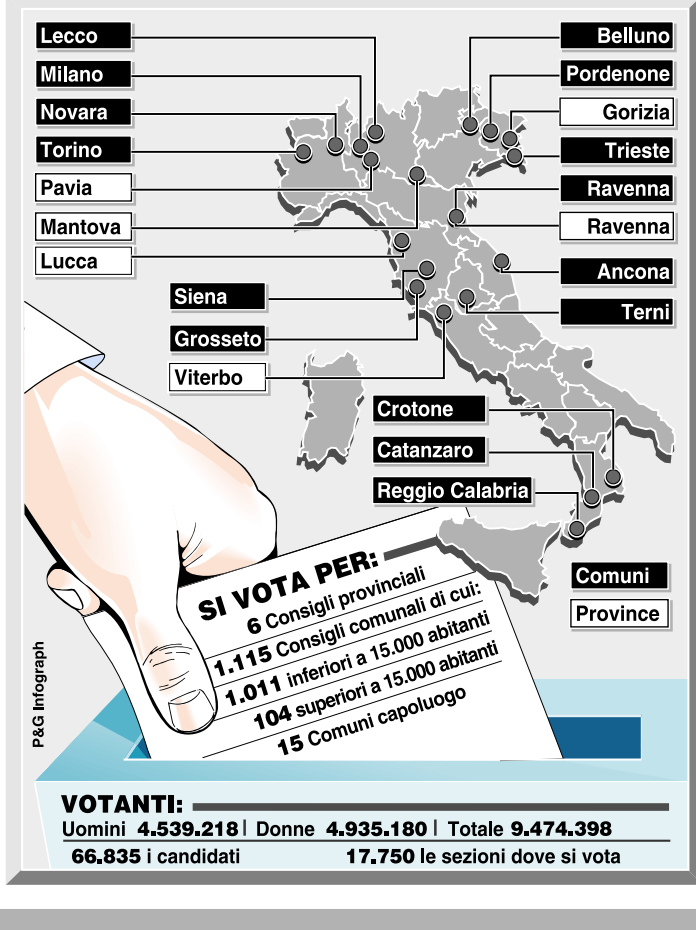 Lecco
Milano
Novara
Torino
Pavia
Mantova
Lucca
Siena
Grosseto
Viterbo
Belluno
Pordenone
Gorizia
Trieste
Ravenna
Ravenna
Ancona
Terni
Crotone
Catanzaro
Reggio Calabria
Comuni
Province
SI VOTA PER:
6 Consigli provinciali
1.115 Consigli comunali di cui:
1.011 inferiori a 15.000 abitanti
104 superiori a 15.000 abitanti
15 Comuni capoluogo
P&G Infograph
VOTANTI:
Uomini 4.539.218 | Donne 4.935.180 | Totale 9.474.398
66.835 i candidati 17.750 le sezioni dove si vota